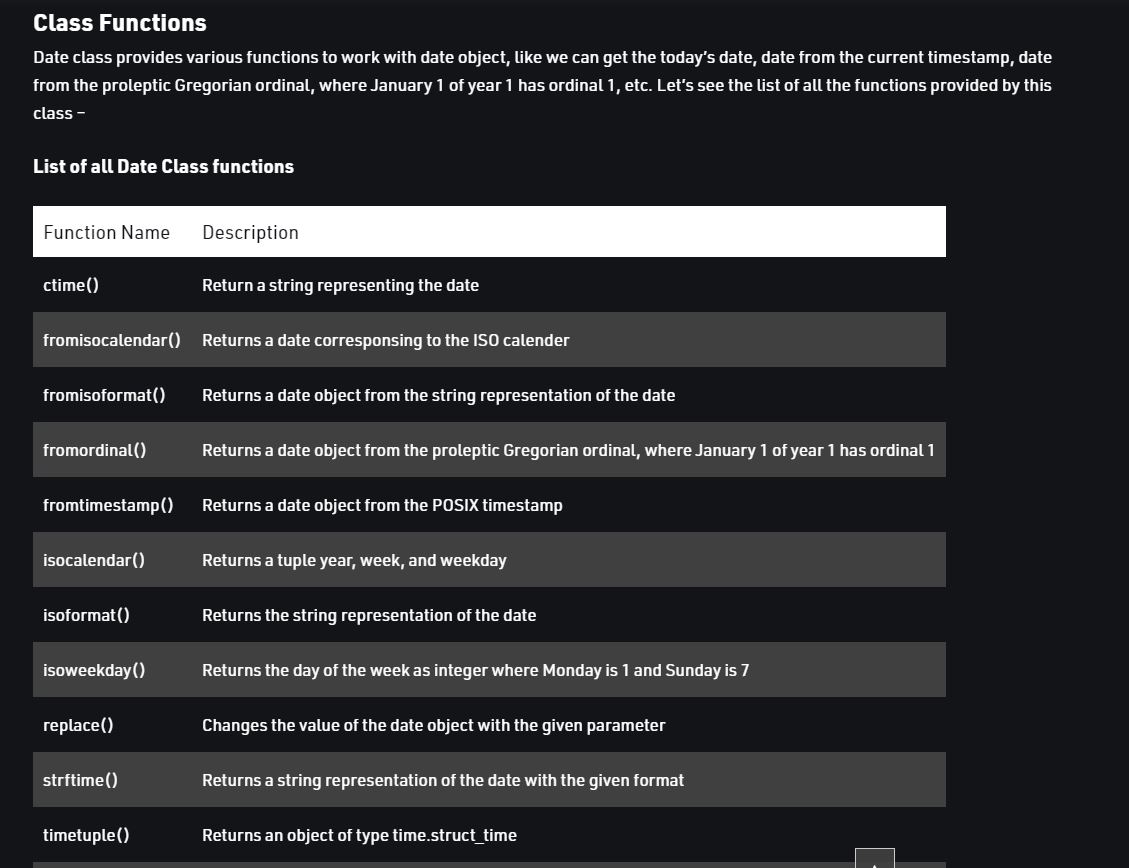 Class Functions
Date class provides various functions to work with date object, like we can get the today’s date, date from the current timestamp, date
from the proleptic Gregorian ordinal, where January 1 of year 1 has ordinal 1, etc. Let’s see the list of all the functions provided by this
class –
List of all Date Class functions
Function Name Description
ctime() Return a string representing the date
fromisocalendar() Returns a date corresponsing to the ISO calender
fromisoformat() Returns a date object from the string representation of the date
fromordinal() Returns a date object from the proleptic Gregorian ordinal, where January 1 of year 1 has ordinal 1
fromtimestamp() Returns a date object from the POSIX timestamp
isocalendar() Returns a tuple year, week, and weekday
isoformat() Returns the string representation of the date
isoweekday() Returns the day of the week as integer where Monday is 1 and Sunday is 7
replace() Changes the value of the date object with the given parameter
strftime() Returns a string representation of the date with the given format
timetuple() Returns an object of type time.struct_time